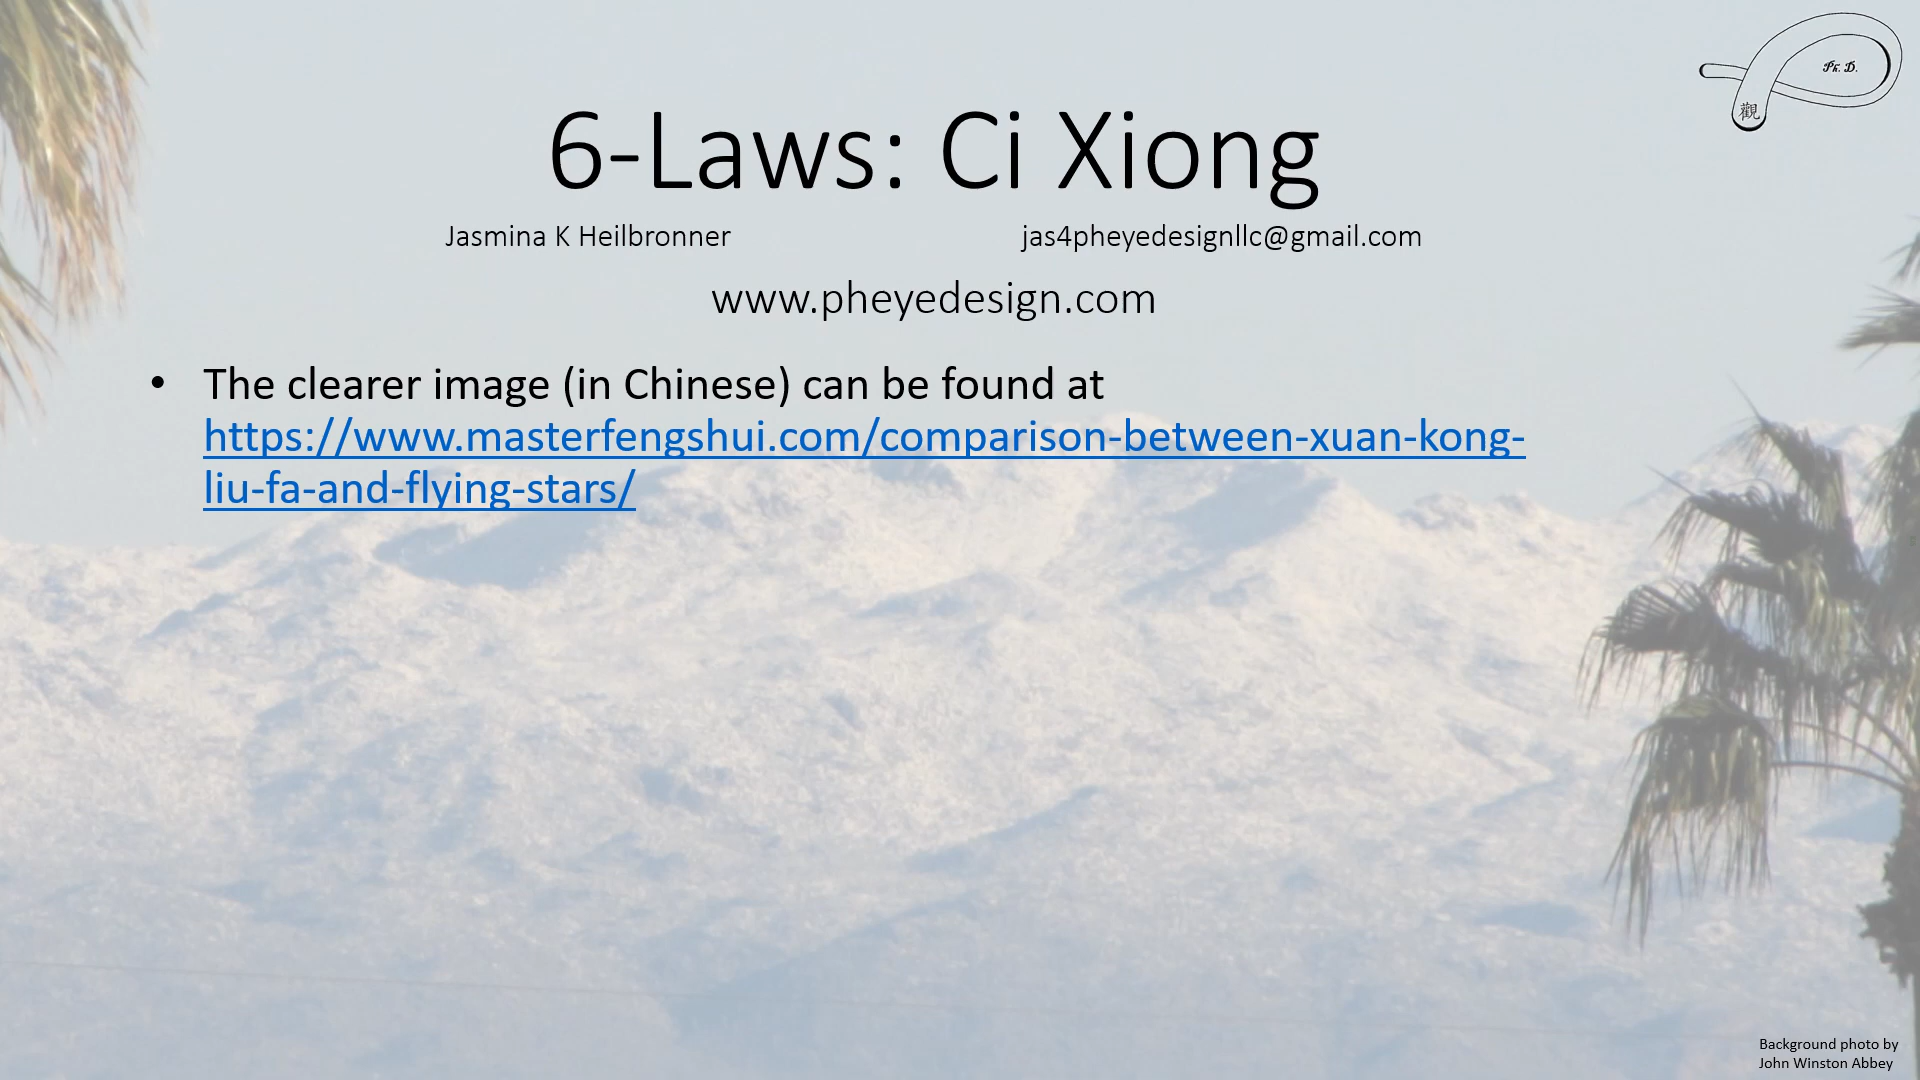 Ph. D.
觀
6-Laws: Ci Xiong
Jasmina K Heilbronner jas4pheyedesignllc@gmail.com
www.pheyedesign.com
• The clearer image (in Chinese) can be found at
https://www.masterfengshui.com/comparison-between-xuan-kong-
liu-fa-and-flying-stars/
Background photo by
John Winston Abbey